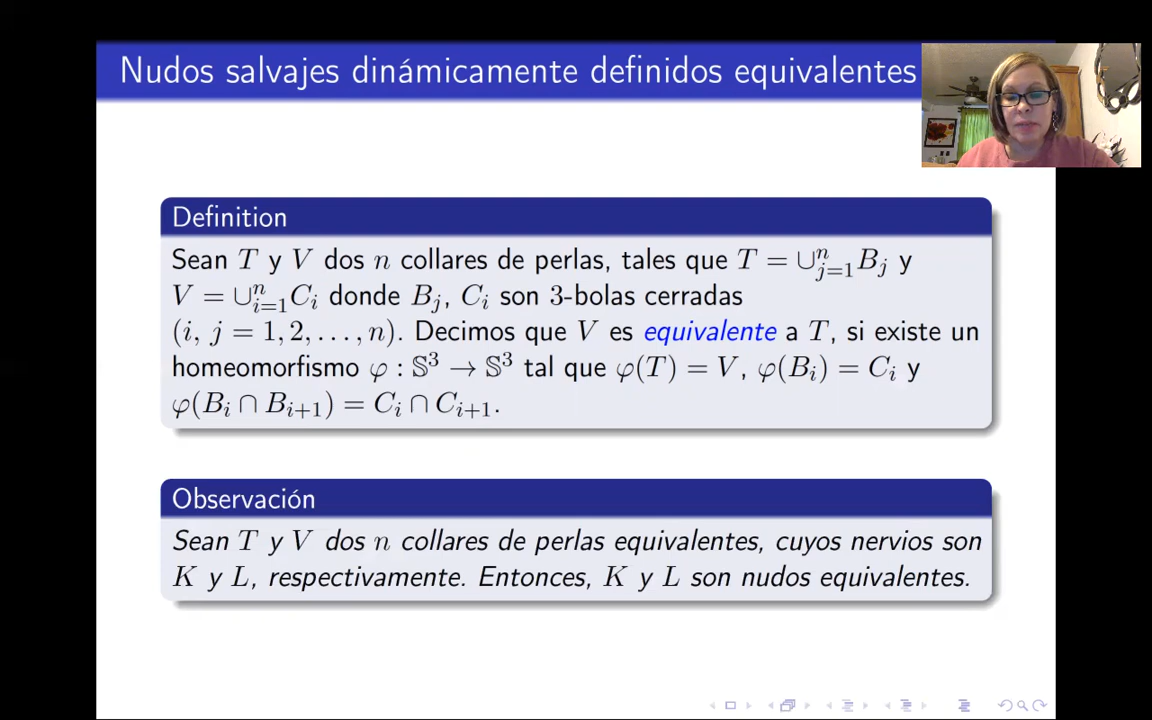 Nudos salvajes dinámicamente definidos equivalentes
Definition
Sean T y V dos n collares de perlas, tales que T = ∪ⁿⱼ₌₁Bⱼ y
V = ∪ⁿᵢ₌₁Cᵢ donde Bⱼ, Cᵢ son 3-bolas cerradas
(i, j = 1, 2, . . . , n). Decimos que V es equivalente a T, si existe un
homeomorfismo φ : 𝕊³ → 𝕊³ tal que φ(T) = V, φ(Bᵢ) = Cᵢ y
φ(Bᵢ ∩ Bᵢ₊₁) = Cᵢ ∩ Cᵢ₊₁.
Observación
Sean T y V dos n collares de perlas equivalentes, cuyos nervios son
K y L, respectivamente. Entonces, K y L son nudos equivalentes.